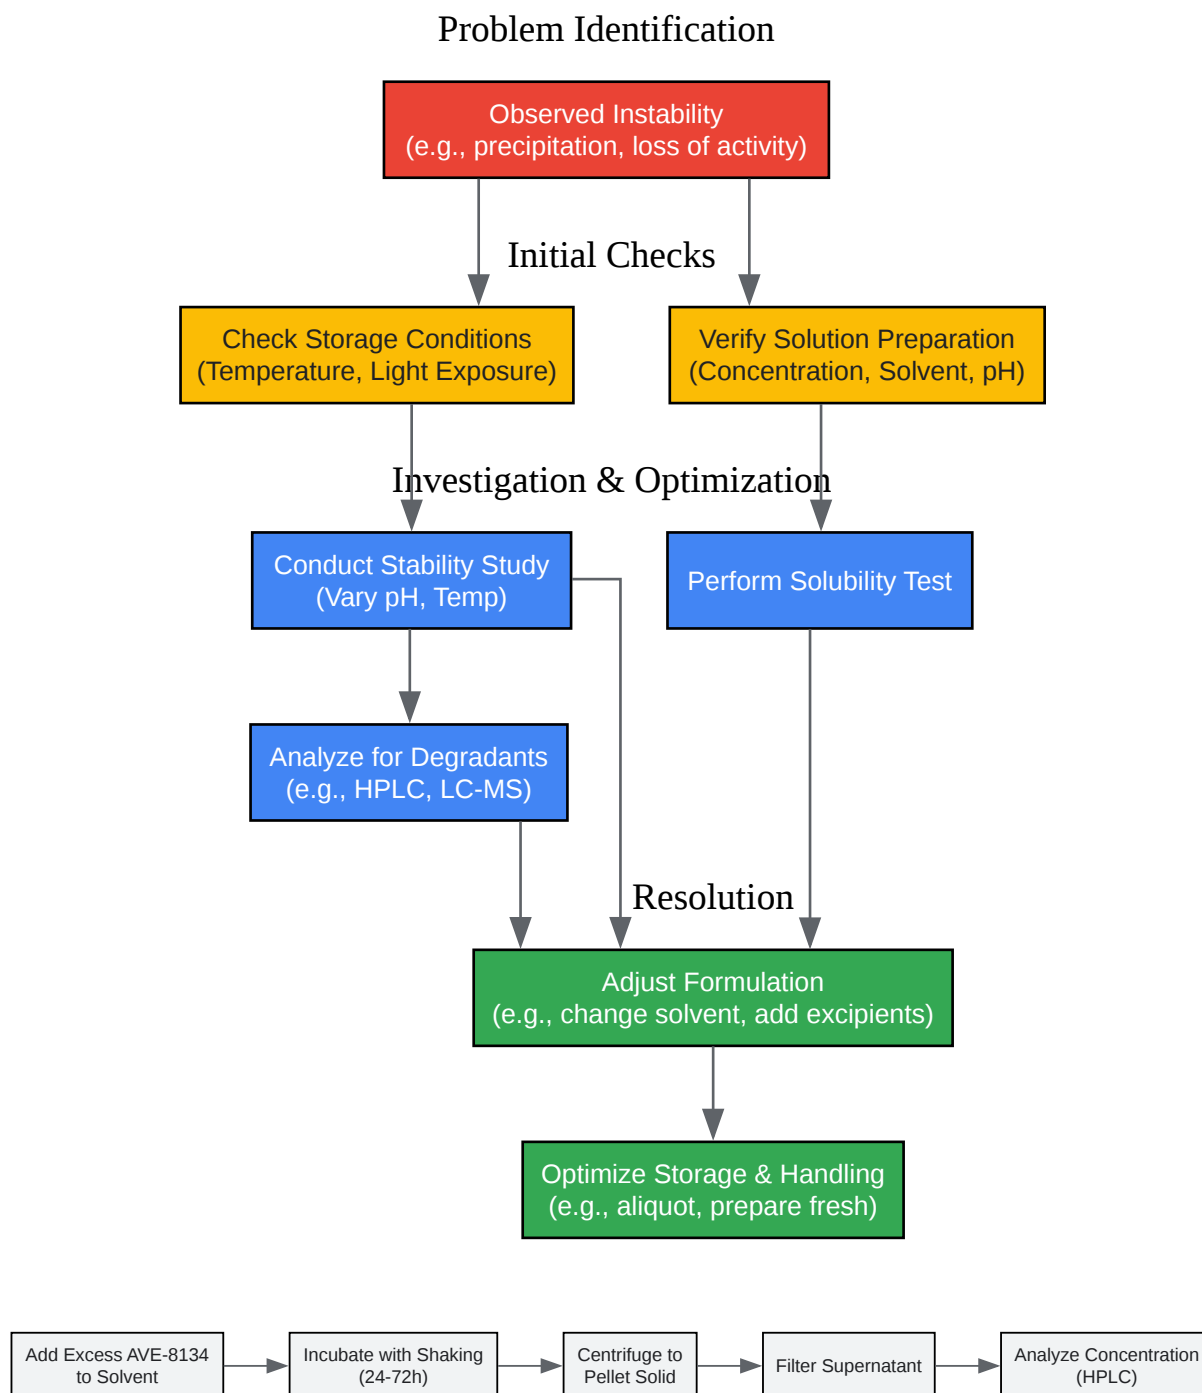 Problem Identification
Observed Instability
(e.g., precipitation, loss of activity)
Initial Checks
Check Storage Conditions
(Temperature, Light Exposure)
Verify Solution Preparation
(Concentration, Solvent, pH)
Investigation & Optimization
Conduct Stability Study
(Vary pH, Temp)
Perform Solubility Test
Analyze for Degradants
(e.g., HPLC, LC-MS)
Resolution
Adjust Formulation
(e.g., change solvent, add excipients)
Optimize Storage & Handling
(e.g., aliquot, prepare fresh)
Add Excess AVE-8134
to Solvent
Incubate with Shaking
(24-72h)
Centrifuge to
Pellet Solid
Filter Supernatant
Analyze Concentration
(HPLC)